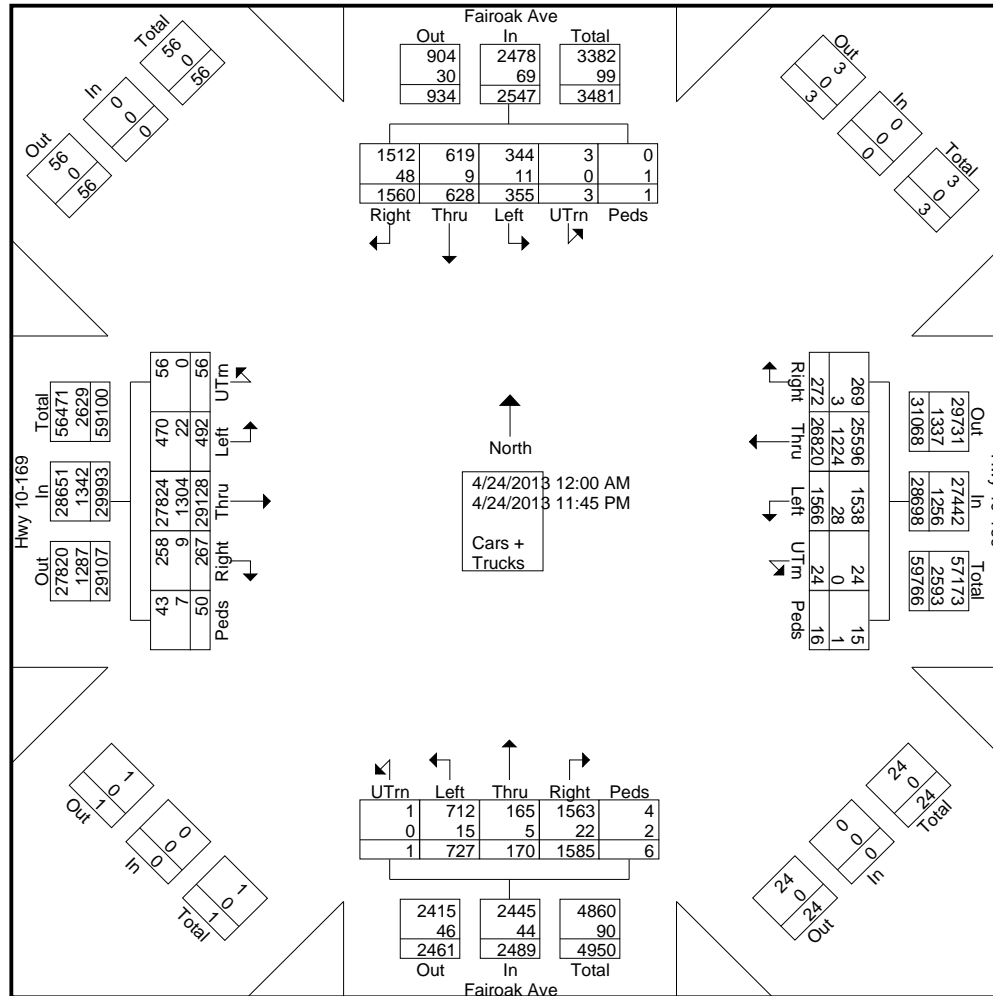 Fairoak Ave
Out In Total
904 2478 3382
30 69 99
934 2547 3481
1512 619 344 3 0
48 9 11 0 1
1560 628 355 3 1
Right Thru Left UTrn Peds
Total
56
0
56
In
0
0
0
Out
56
0
56
Out
3
0
3
In
0
0
0
Total
3
0
3
Hwy 10-169
Total
56471
2629
59100
In
28651
1342
29993
Out
27820
1287
29107
56 0 56
UTrn
470 22 492
Left
27824 1304 29128
Thru
258 9 267
Right
43 7 50
Peds
North
4/24/2013 12:00 AM
4/24/2013 11:45 PM
Cars +
Trucks
Right
272 3 269
Thru
26820 1224 25596
Left
1566 28 1538
UTrn
24 0 24
Peds
16 1 15
Out
29731
1337
31068
In
27442
1256
28698
Total
57173
2593
59766
UTrn Left Thru Right Peds
1 712 165 1563 4
0 15 5 22 2
1 727 170 1585 6
2415 2445 4860
46 44 90
2461 2489 4950
Out In Total
Fairoak Ave
1
0
1
Out
0
0
0
In
1
0
1
Total
24
0
24
Total
0
0
0
In
24
0
24
Out